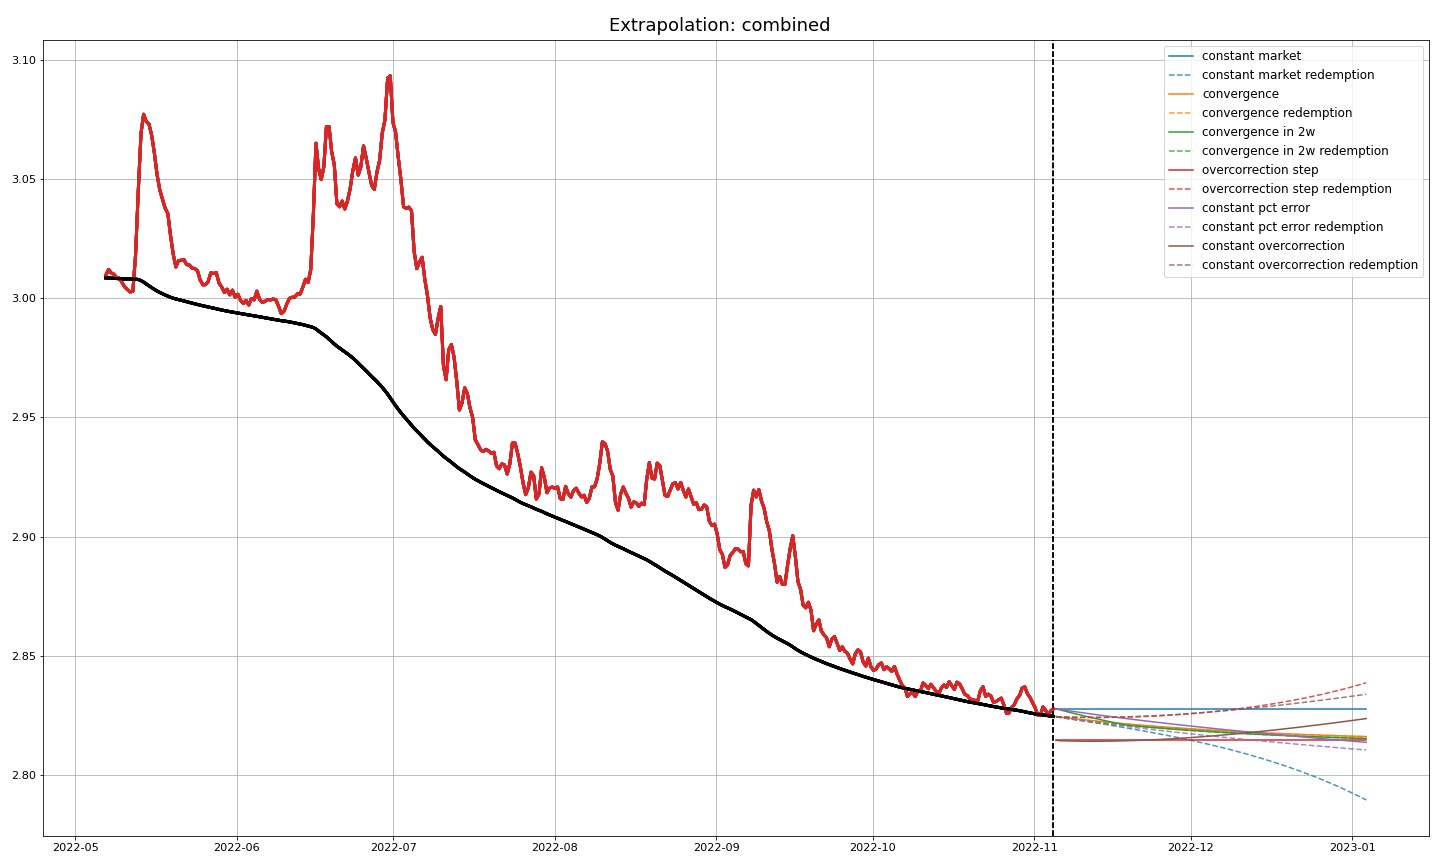 Extrapolation: combined
3.10
3.05
3.00
2.95
2.90
2.85
2.80
constant market
constant market redemption
convergence
convergence redemption
convergence in 2w
convergence in 2w redemption
overcorrection step
overcorrection step redemption
constant pct error
constant pct error redemption
constant overcorrection
constant overcorrection redemption
2022-05 2022-06 2022-07 2022-08 2022-09 2022-10 2022-11 2022-12 2023-01